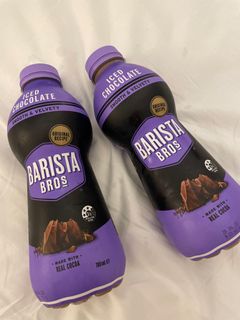 ICED
CHOCOLATE
SMOOTH & VELVETY
ORIGINAL
RECIPE
BARISTA
BROS
MADE WITH
REAL COCOA
ICED
CHOCOLATE
SMOOTH & VELVETY
ORIGINAL
RECIPE
BARISTA
BROS
MADE WITH
REAL COCOA